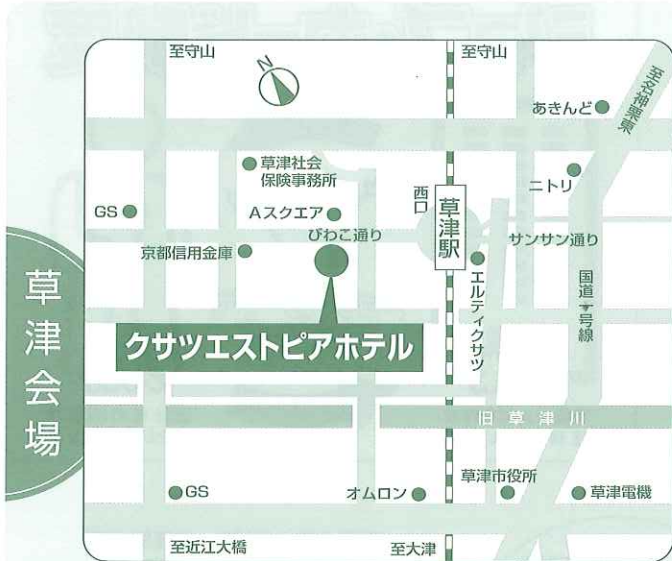 至守山
至守山
N
至名神栗東
あきんど
草津社会
保険事務所
ニトリ
西口
草津駅
GS
Aスクエア
びわこ通り
サンサン通り
京都信用金庫
エルティクサツ
国道一号線
草津会場
クサツエストピアホテル
旧草津川
草津市役所
GS
オムロン
草津電機
至近江大橋
至大津